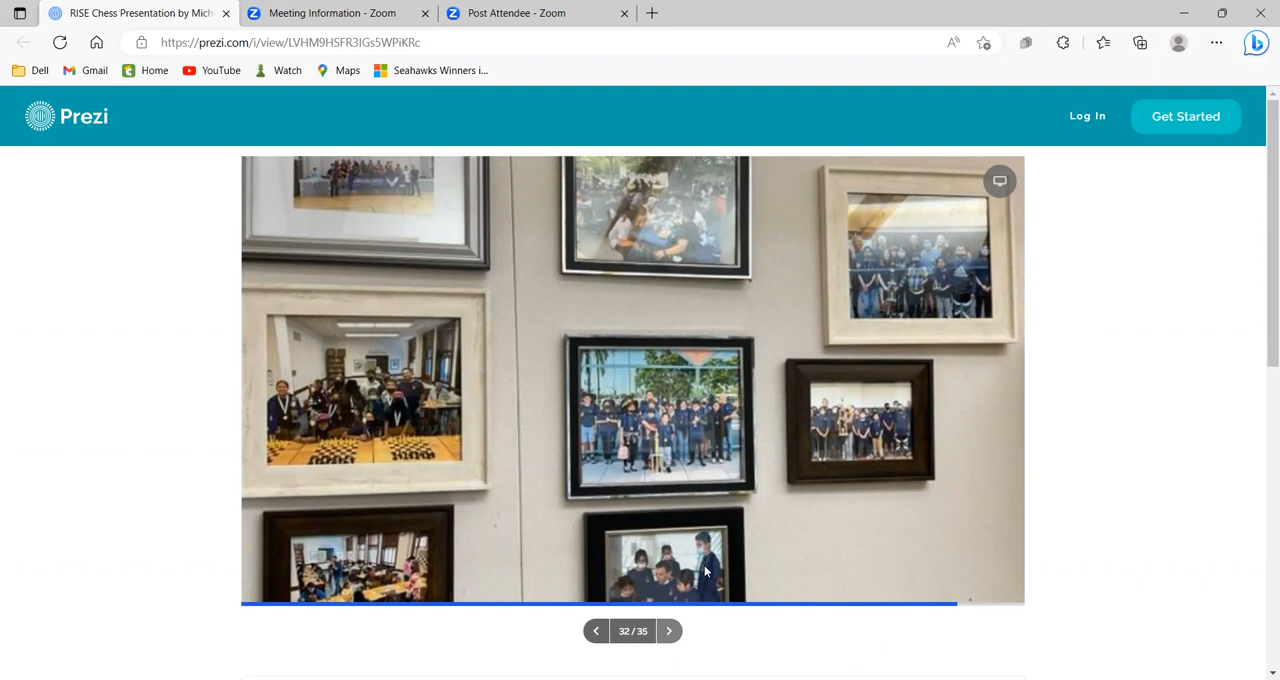 RISE Chess Presentation by Mich
Meeting Information - Zoom
Post Attendee - Zoom
https://prezi.com/i/view/LVHM9HSFR3IGs5WPiKRc
Dell
Gmail
Home
YouTube
Watch
Maps
Seahawks Winners i...
Prezi
Log In
Get Started
32 / 35